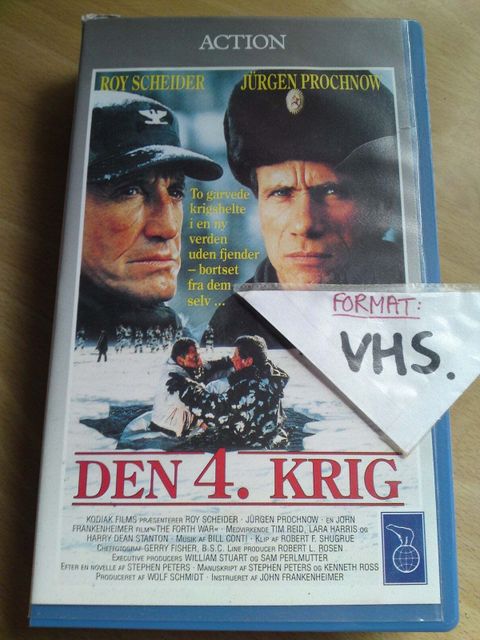 ACTION
ROY SCHEIDER JÜRGEN PROCHNOW
To garvede
krigshelte
i en ny
verden
uden fjender
– bortset
fra dem
selv ...
FORMAT:
VHS.
DEN 4. KRIG
KODIAK FILMS PRÆSENTERER ROY SCHEIDER · JÜRGEN PROCHNOW · EN JOHN
FRANKENHEIMER FILM »THE FORTH WAR« · MEDVIRKENDE TIM REID, LARA HARRIS OG
HARRY DEAN STANTON · MUSIK AF BILL CONTI · KLIP AF ROBERT F. SHUGRUE
CHEFFOTOGRAF GERRY FISHER, B.S.C. LINE PRODUCER ROBERT L. ROSEN
EXECUTIVE PRODUCERS WILLIAM STUART OG SAM PERLMUTTER
EFTER EN NOVELLE AF STEPHEN PETERS · MANUSKRIPT AF STEPHEN PETERS OG KENNETH ROSS
PRODUCERET AF WOLF SCHMIDT · INSTRUERET AF JOHN FRANKENHEIMER